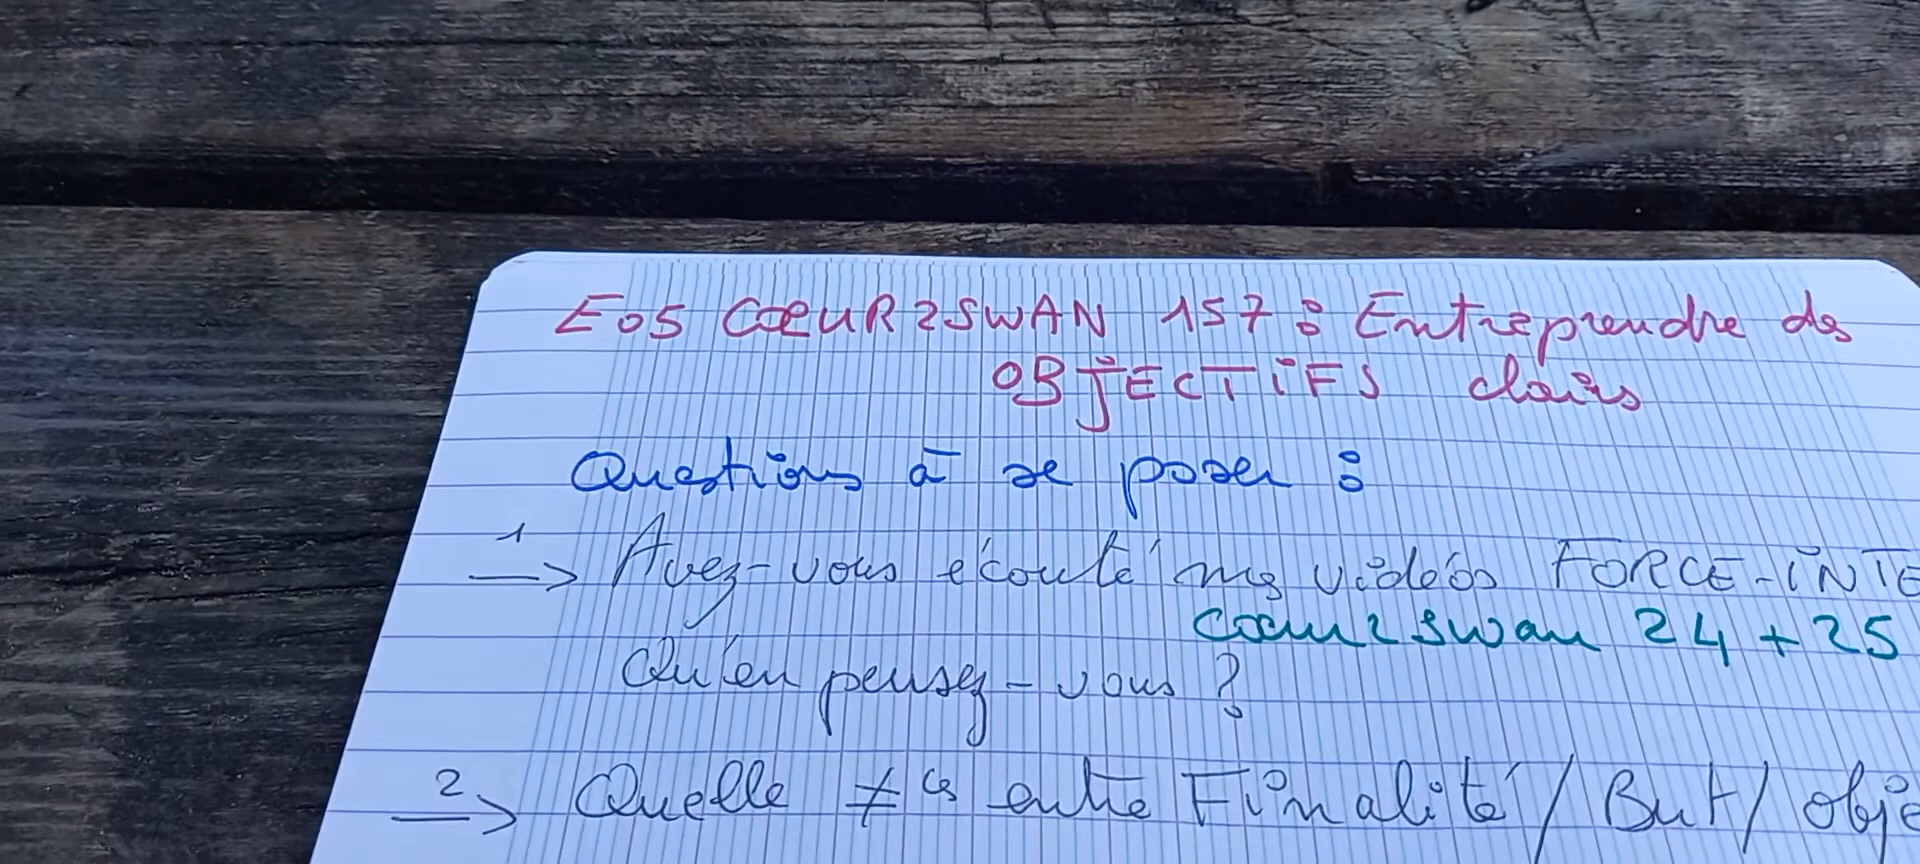 E05 COEUR2SWAN 157 : Entreprendre des
OBJECTIFS clairs
Questions à se poser :
1
→ Avez-vous écouté mes vidéos FORCE-INTE
Coeur2swan 24 + 25
Qu'en pensez-vous ?
2
→ Quelle ≠ces entre Finalité / But / obje